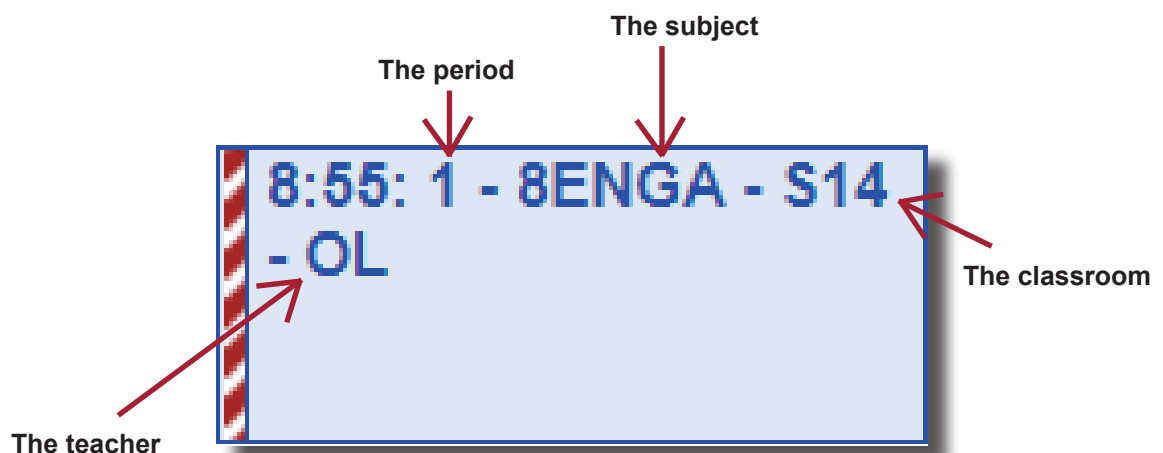 The subject
The period
8:55: 1 - 8ENGA - S14
- OL
The classroom
The teacher